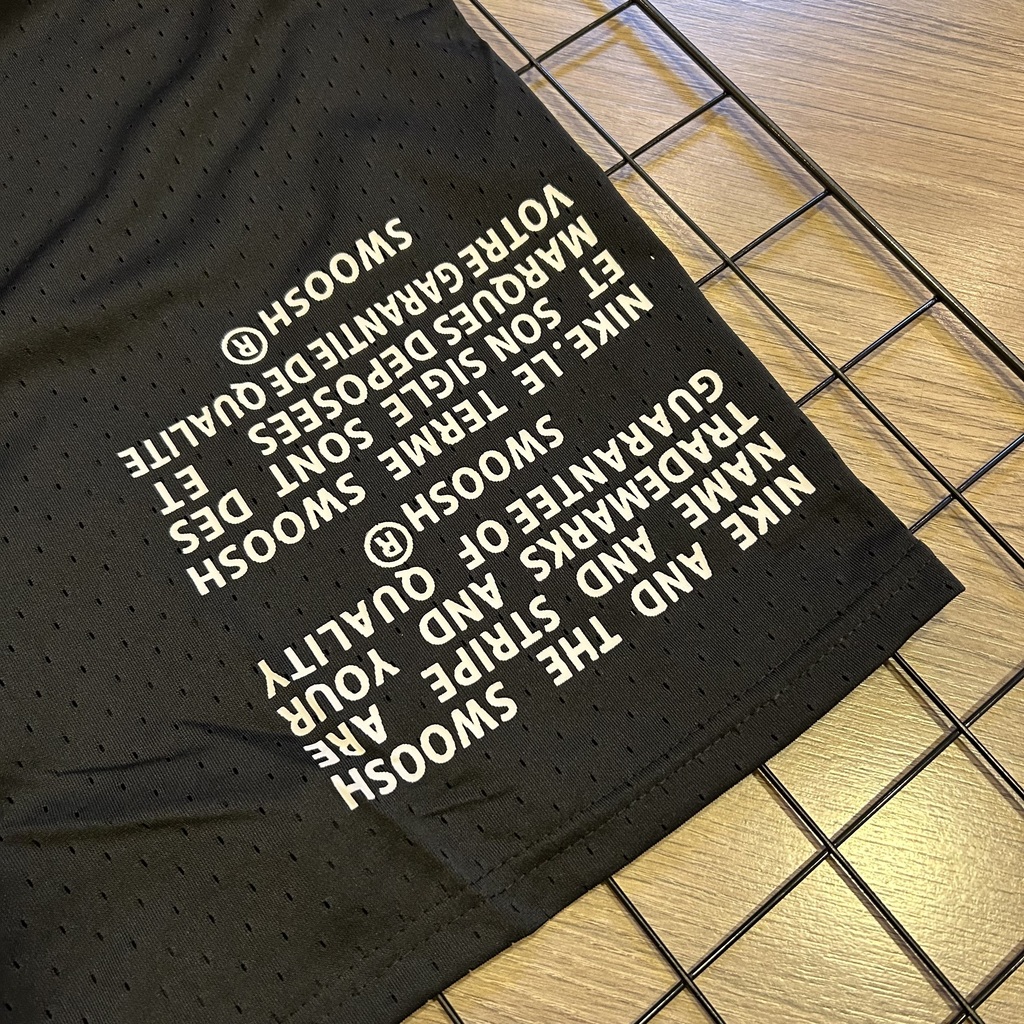 NIKE AND THE SWOOSH
NAME AND STRIPE ARE
TRADEMARKS AND YOUR
GUARANTEE OF QUALITY
SWOOSH®
NIKE.LE TERME SWOOSH
ET SON SIGLE SONT DES
MARQUES DEPOSEES ET
VOTRE GARANTIE DE QUALITE
SWOOSH®